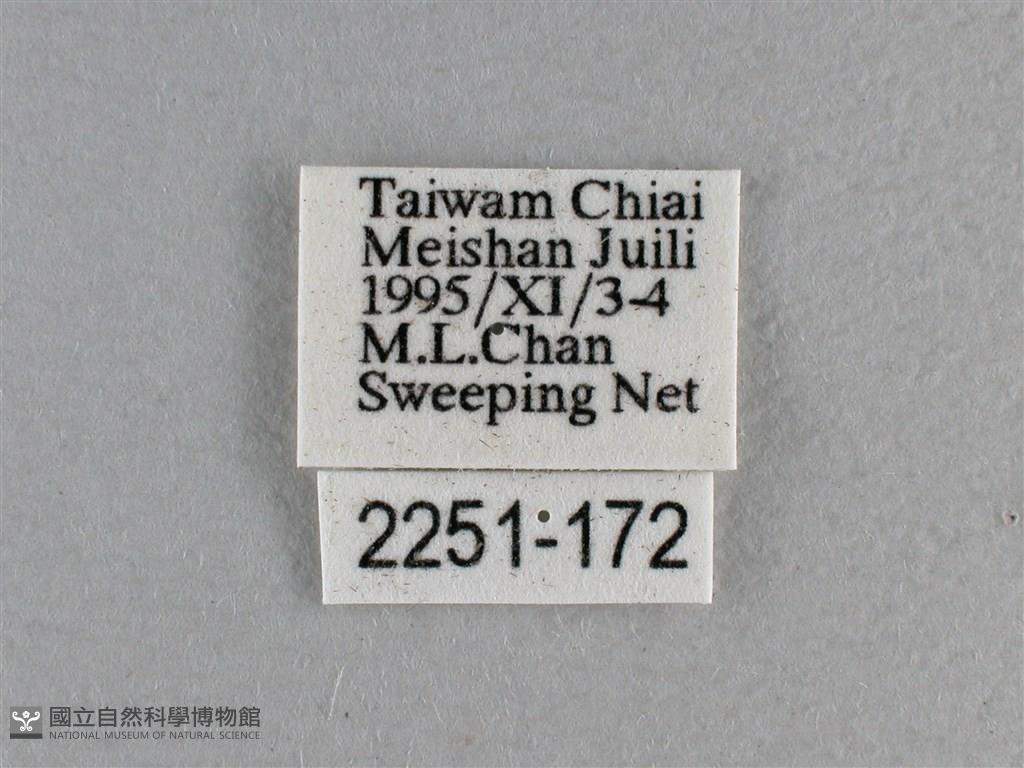 Taiwam Chiai
Meishan Juili
1995/XI/3-4
M.L.Chan
Sweeping Net
2251-172
國立自然科學博物館
NATIONAL MUSEUM OF NATURAL SCIENCE